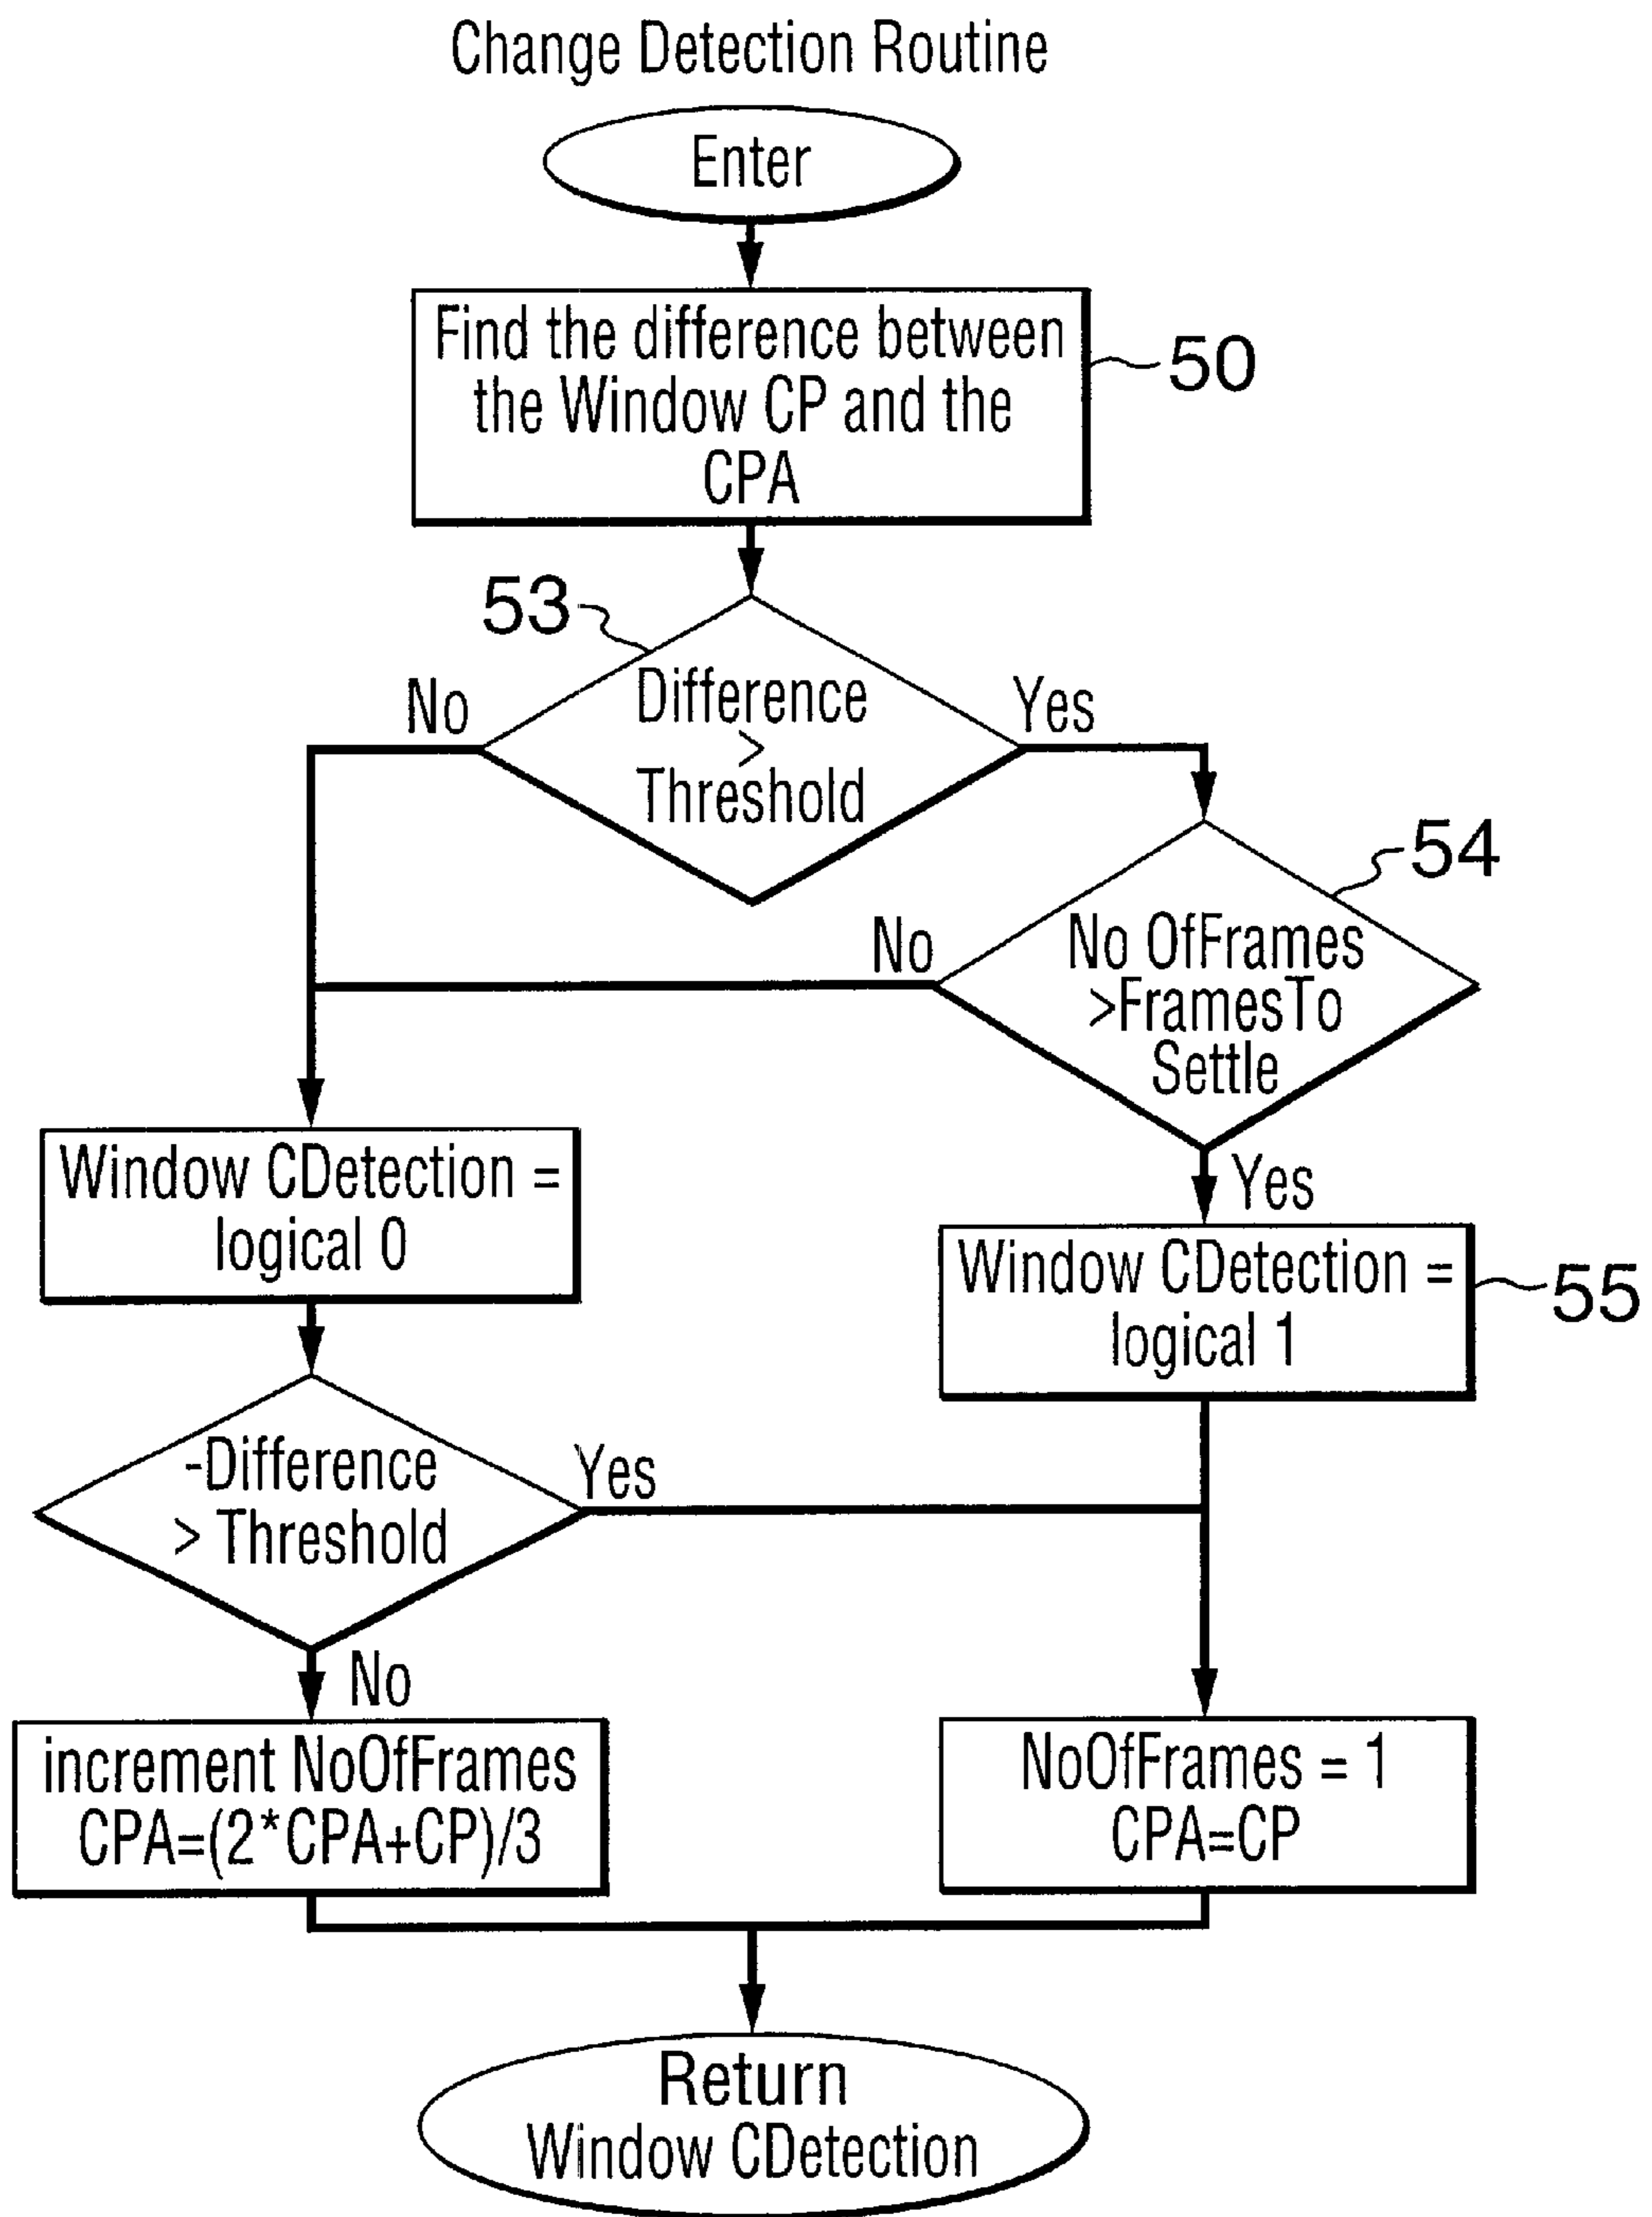 Change Detection Routine
Enter
Find the difference between
the Window CP and the
CPA
50
53
Difference
>
Threshold
No
Yes
54
No OfFrames
>FramesTo
Settle
No
Yes
Window CDetection =
logical 0
Window CDetection =
logical 1
55
-Difference
> Threshold
Yes
No
increment NoOfFrames
CPA=(2*CPA+CP)/3
NoOfFrames = 1
CPA=CP
Return
Window CDetection